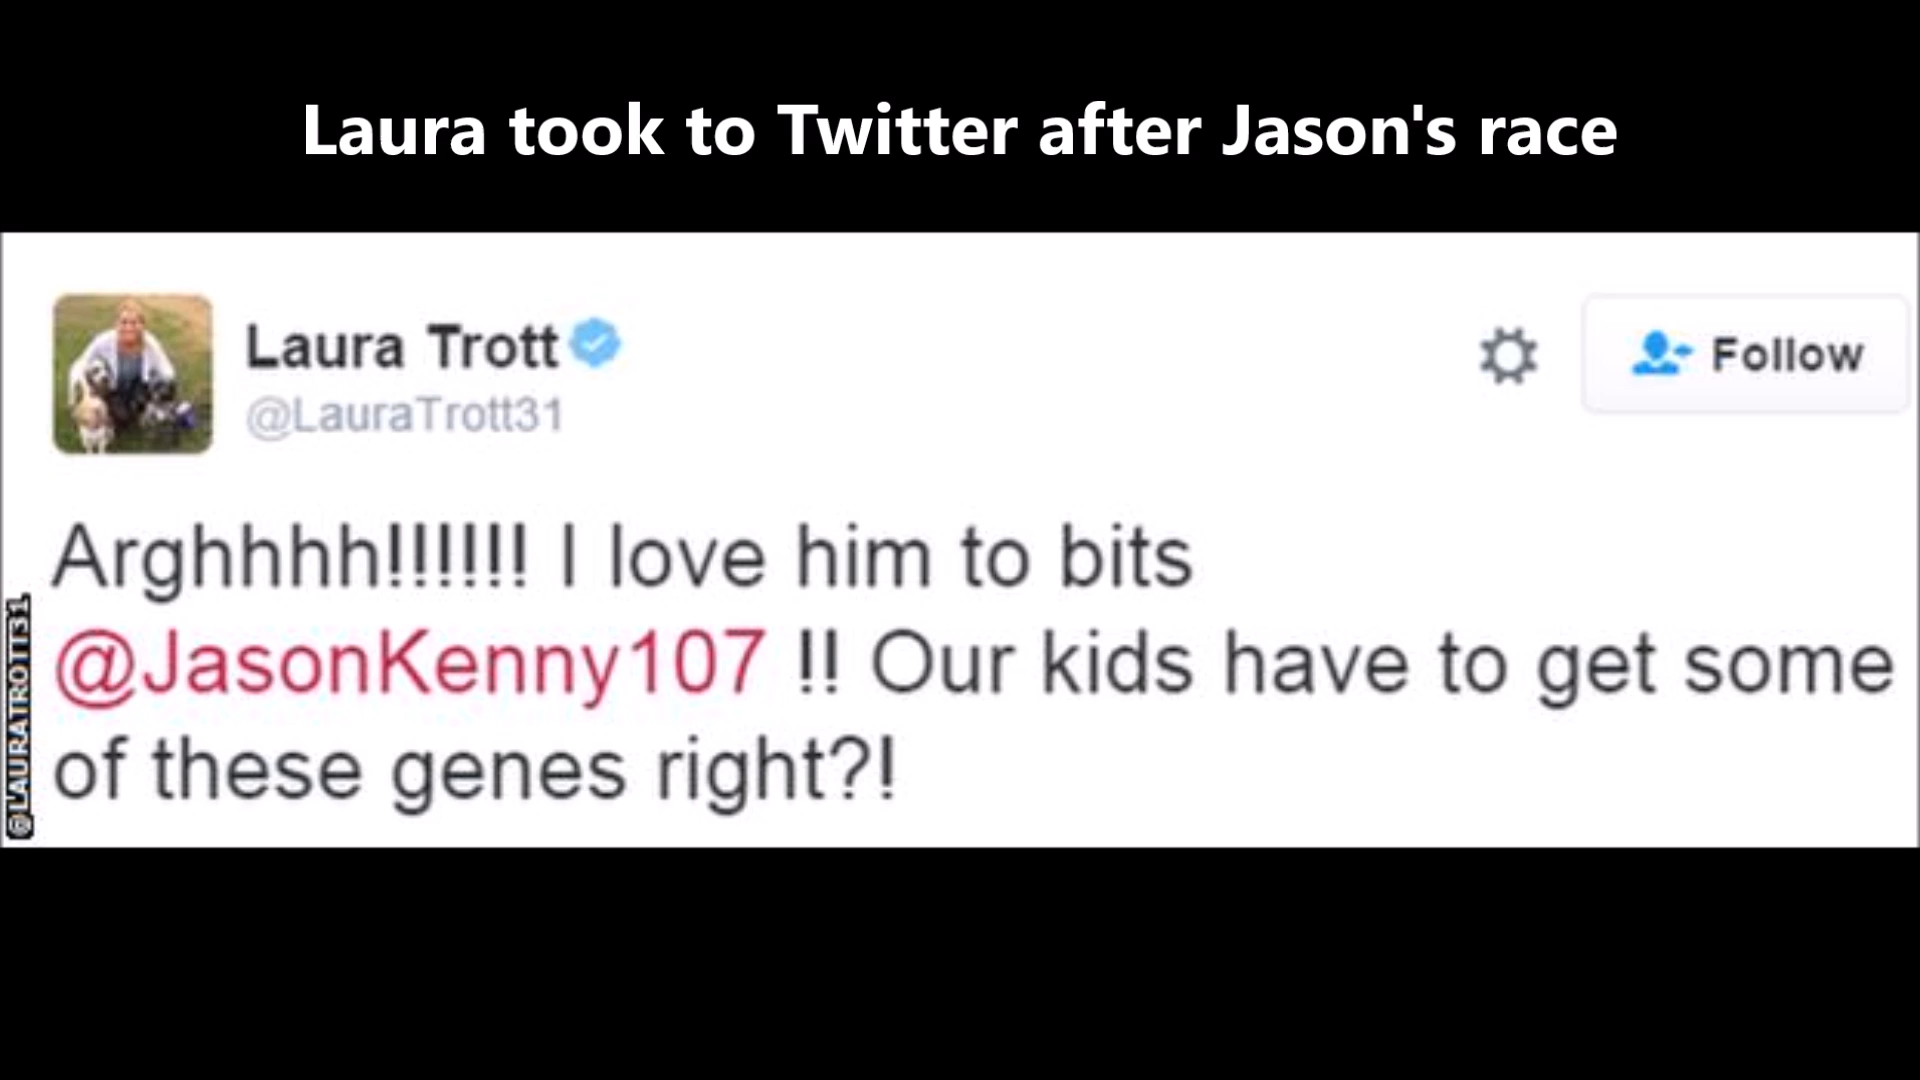 Laura took to Twitter after Jason's race
Laura Trott
@LauraTrott31
Follow
Arghhhh!!!!!! I love him to bits
@JasonKenny107 !! Our kids have to get some
of these genes right?!
@LAURATROTT31